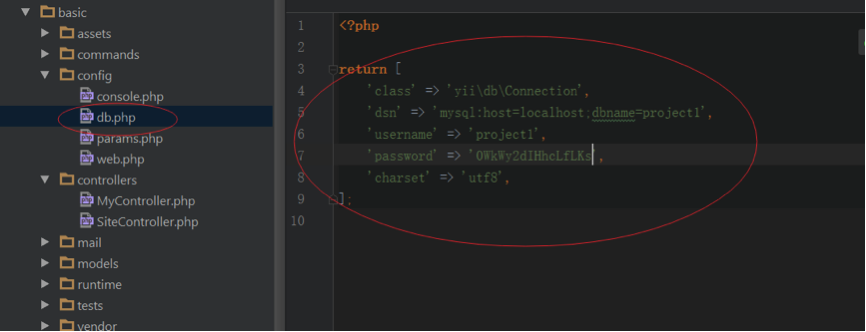 basic
assets
commands
config
console.php
db.php
params.php
web.php
controllers
MyController.php
SiteController.php
mail
models
runtime
tests
vendor
1 <?php
2
3 return [
4 'class' => 'yii\db\Connection',
5 'dsn' => 'mysql:host=localhost;dbname=project1',
6 'username' => 'project1',
7 'password' => '0WkWy2dIHhcLfLKs',
8 'charset' => 'utf8',
9 ];
10